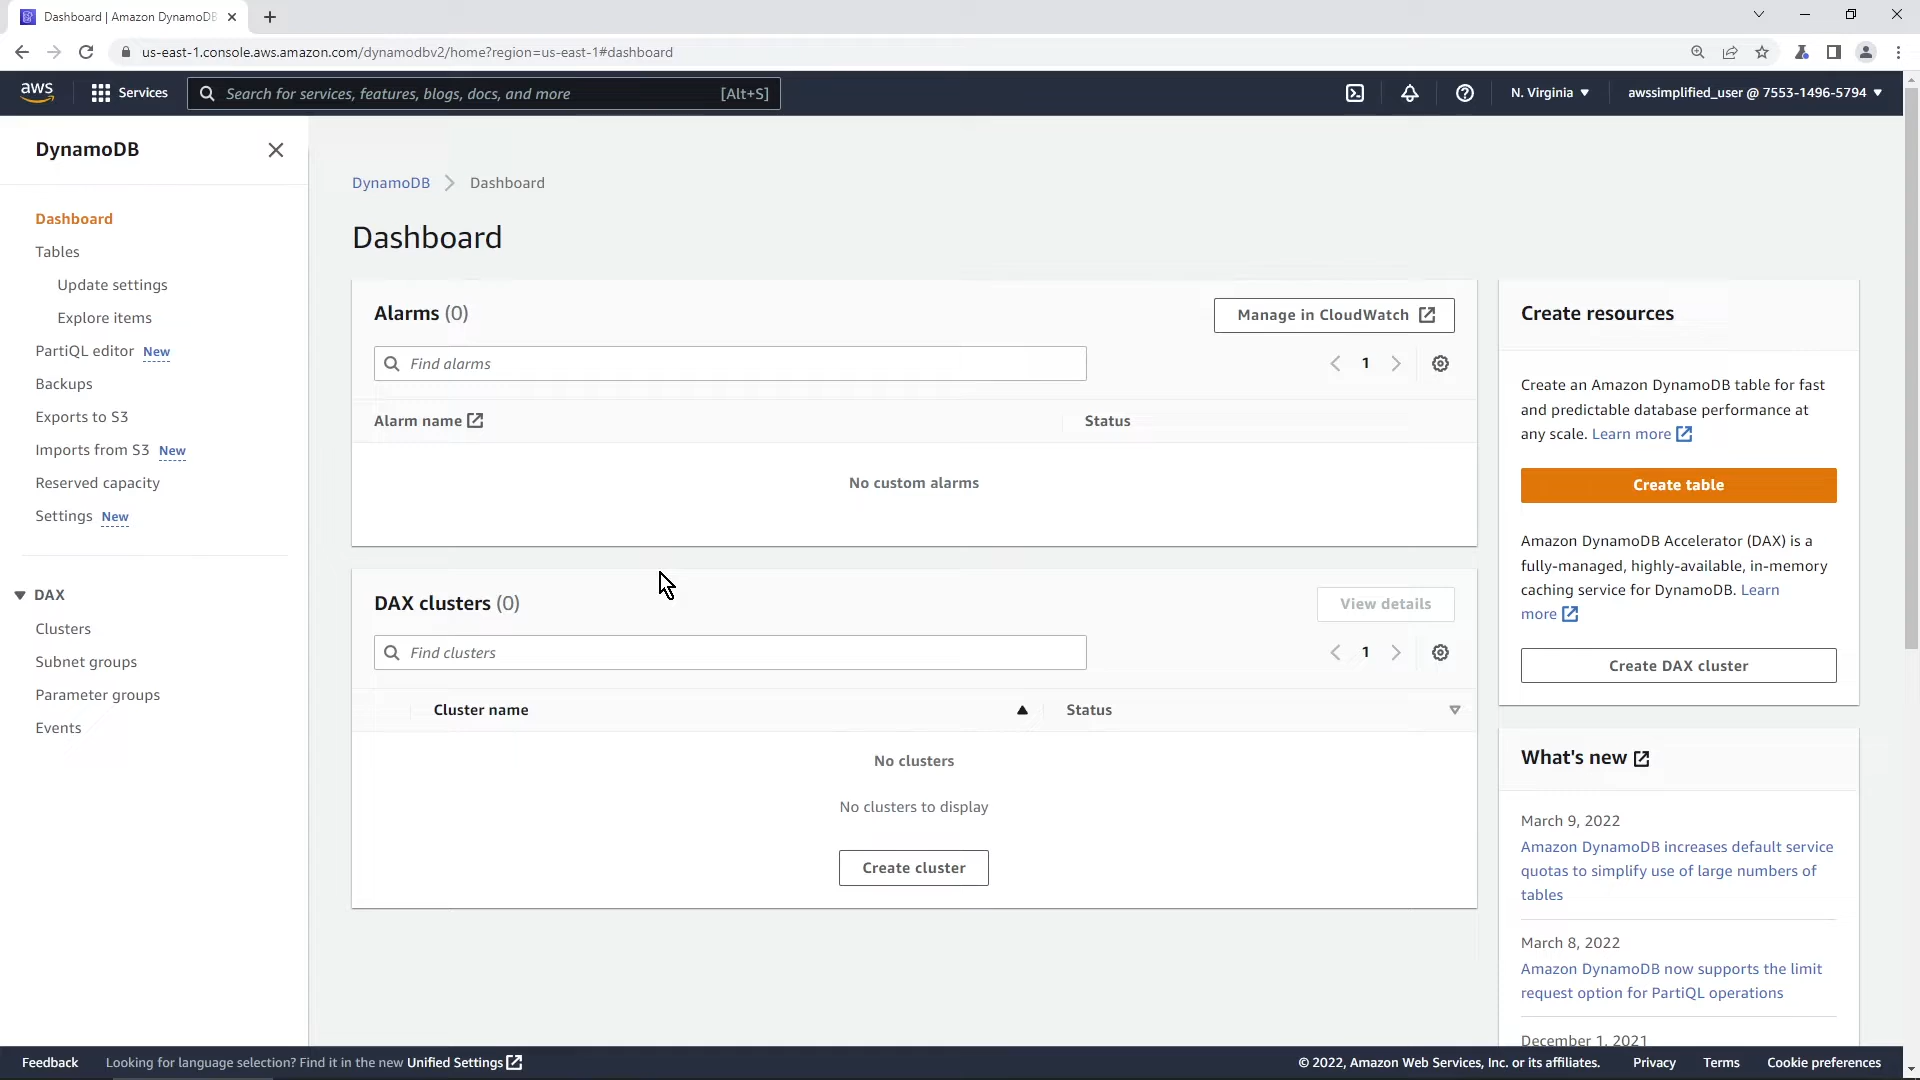 Dashboard | Amazon DynamoDB
us-east-1.console.aws.amazon.com/dynamodbv2/home?region=us-east-1#dashboard
aws
Services
Search for services, features, blogs, docs, and more
[Alt+S]
N. Virginia
awssimplified_user @ 7553-1496-5794
DynamoDB
Dashboard
Tables
Update settings
Explore items
PartiQL editor New
Backups
Exports to S3
Imports from S3 New
Reserved capacity
Settings New
DAX
Clusters
Subnet groups
Parameter groups
Events
DynamoDB
Dashboard
Dashboard
Alarms (0)
Manage in CloudWatch
Find alarms
1
Alarm name
Status
No custom alarms
DAX clusters (0)
View details
Find clusters
1
Cluster name
Status
No clusters
No clusters to display
Create cluster
Create resources
Create an Amazon DynamoDB table for fast
and predictable database performance at
any scale. Learn more
Create table
Amazon DynamoDB Accelerator (DAX) is a
fully-managed, highly-available, in-memory
caching service for DynamoDB. Learn
more
Create DAX cluster
What's new
March 9, 2022
Amazon DynamoDB increases default service
quotas to simplify use of large numbers of
tables
March 8, 2022
Amazon DynamoDB now supports the limit
request option for PartiQL operations
December 1, 2021
Feedback
Looking for language selection? Find it in the new Unified Settings
© 2022, Amazon Web Services, Inc. or its affiliates.
Privacy
Terms
Cookie preferences